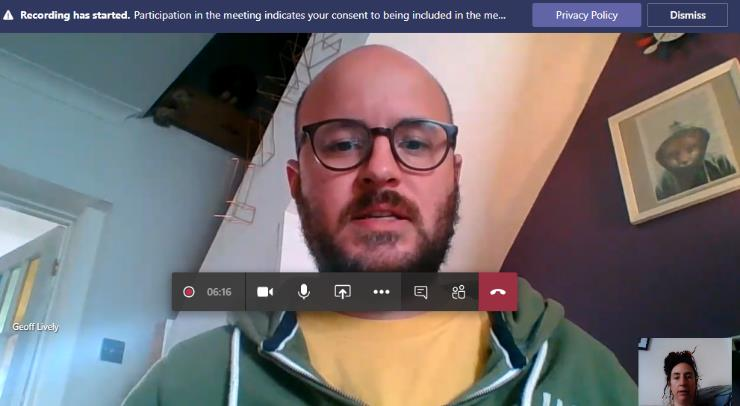 Recording has started. Participation in the meeting indicates your consent to being included in the me... Privacy Policy Dismiss
06:16
Geoff Lively